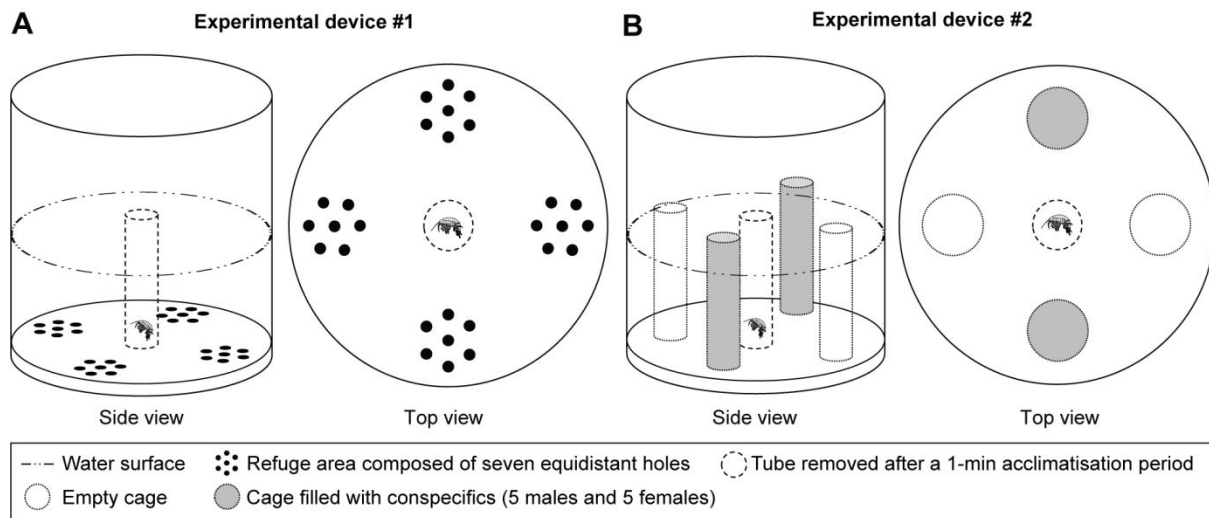 A Experimental device #1
B Experimental device #2
Side view
Top view
Side view
Top view
Water surface
Refuge area composed of seven equidistant holes
Tube removed after a 1-min acclimatisation period
Empty cage
Cage filled with conspecifics (5 males and 5 females)